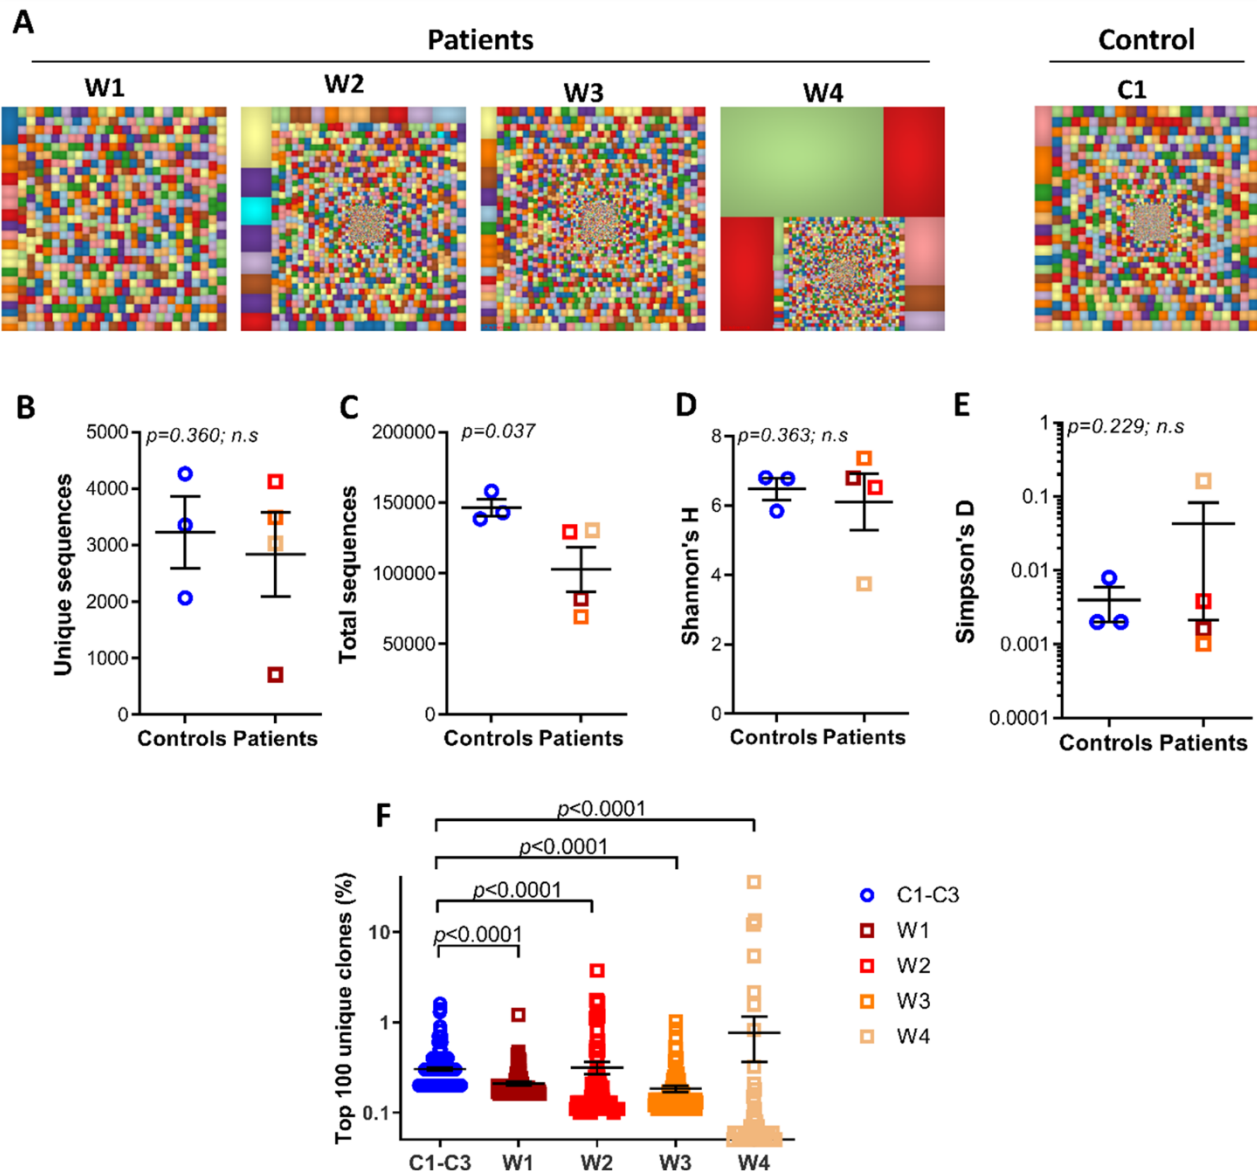 A
Patients
Control
W1
W2
W3
W4
C1
B
C
D
E
Unique sequences
5000
4000
3000
2000
1000
0
p=0.360; n.s
Controls Patients
Total sequences
200000
150000
100000
50000
0
p=0.037
Controls Patients
Shannon's H
8
6
4
2
0
p=0.363; n.s
Controls Patients
Simpson's D
1
0.1
0.01
0.001
0.0001
p=0.229; n.s
Controls Patients
F
p<0.0001
p<0.0001
p<0.0001
p<0.0001
Top 100 unique clones (%)
10
1
0.1
C1-C3
W1
W2
W3
W4
C1-C3
W1
W2
W3
W4